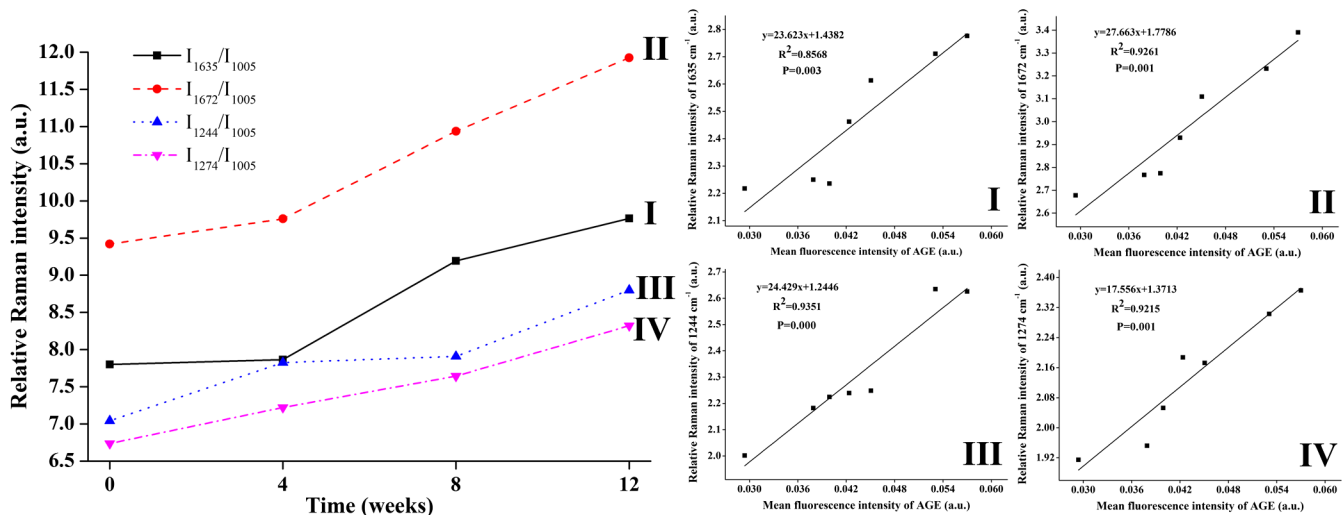 Relative Raman intensity (a.u.)
12.0
11.5
11.0
10.5
10.0
9.5
9.0
8.5
8.0
7.5
7.0
6.5
I1635/I1005
I1672/I1005
I1244/I1005
I1274/I1005
II
I
III
IV
0 4 8 12
Time (weeks)
Relative Raman intensity of 1635 cm-1 (a.u.)
2.8
2.7
2.6
2.5
2.4
2.3
2.2
2.1
y=23.623x+1.4382
R2=0.8568
P=0.003
I
0.030 0.036 0.042 0.048 0.054 0.060
Mean fluorescence intensity of AGE (a.u.)
Relative Raman intensity of 1672 cm-1 (a.u.)
3.4
3.3
3.2
3.1
3.0
2.9
2.8
2.7
2.6
y=27.663x+1.7786
R2=0.9261
P=0.001
II
0.030 0.036 0.042 0.048 0.054 0.060
Mean fluorescence intensity of AGE (a.u.)
Relative Raman intensity of 1244 cm-1 (a.u.)
2.7
2.6
2.5
2.4
2.3
2.2
2.1
2.0
y=24.429x+1.2446
R2=0.9351
P=0.000
III
0.030 0.036 0.042 0.048 0.054 0.060
Mean fluorescence intensity of AGE (a.u.)
Relative Raman intensity of 1274 cm-1 (a.u.)
2.40
2.32
2.24
2.16
2.08
2.00
1.92
y=17.556x+1.3713
R2=0.9215
P=0.001
IV
0.030 0.036 0.042 0.048 0.054 0.060
Mean fluorescence intensity of AGE (a.u.)